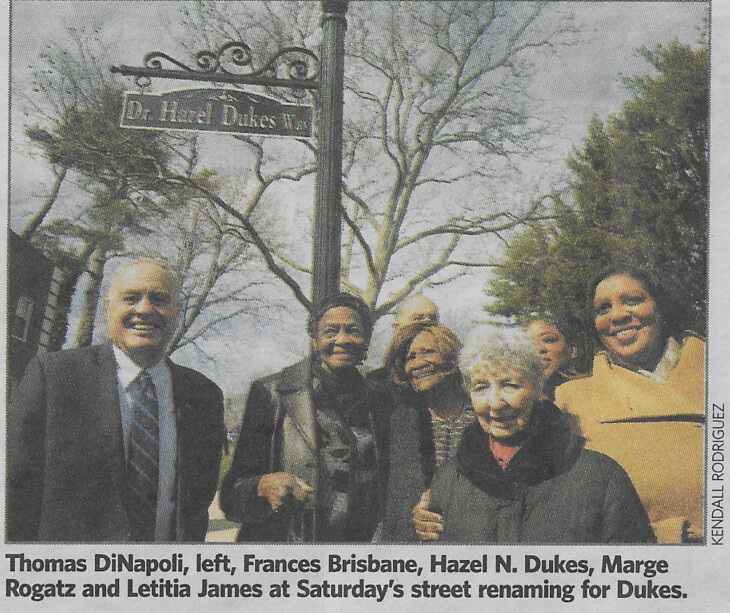 Dr. Hazel Dukes Way
KENDALL RODRIGUEZ
Thomas DiNapoli, left, Frances Brisbane, Hazel N. Dukes, Marge
Rogatz and Letitia James at Saturday's street renaming for Dukes.